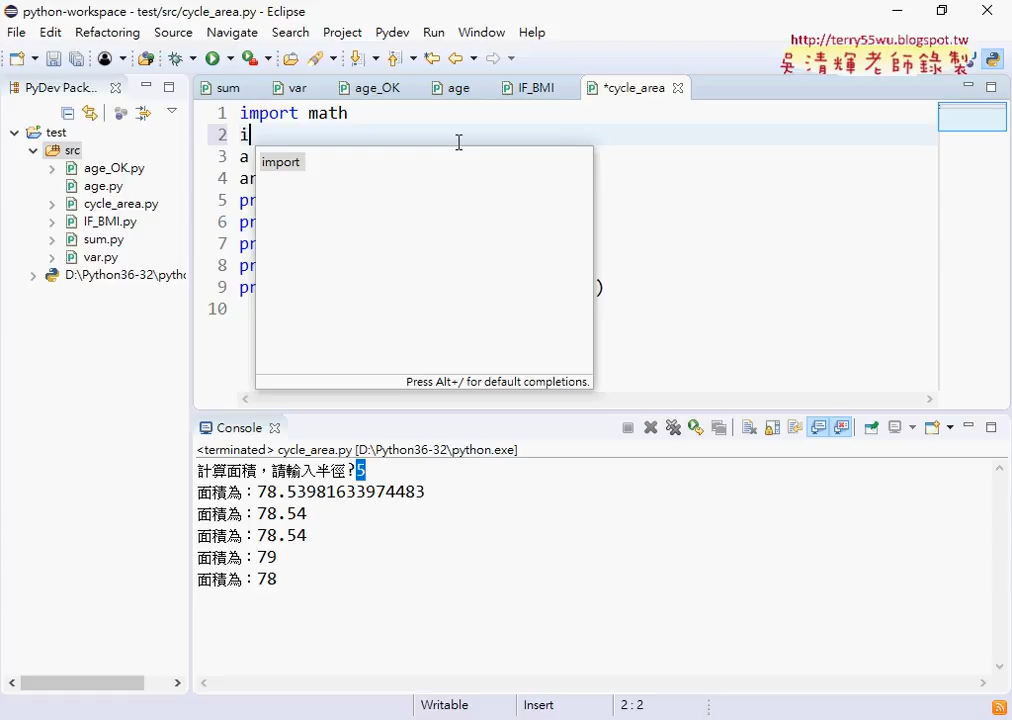 python-workspace - test/src/cycle_area.py - Eclipse
File Edit Refactoring Source Navigate Search Project Pydev Run Window Help
http://terry55wu.blogspot.tw
吳清輝老師錄製
PyDev Pack...
sum var age_OK age IF_BMI *cycle_area
test
src
age_OK.py
age.py
cycle_area.py
IF_BMI.py
sum.py
var.py
D:\Python36-32\pytho
1 import math
2 i
3 a
4 ar
5 pr
6 pr
7 pr
8 pr
9 pr )
10
import
Press Alt+/ for default completions.
Console
<terminated> cycle_area.py [D:\Python36-32\python.exe]
計算面積，請輸入半徑?5
面積為：78.53981633974483
面積為：78.54
面積為：78.54
面積為：79
面積為：78
Writable Insert 2 : 2